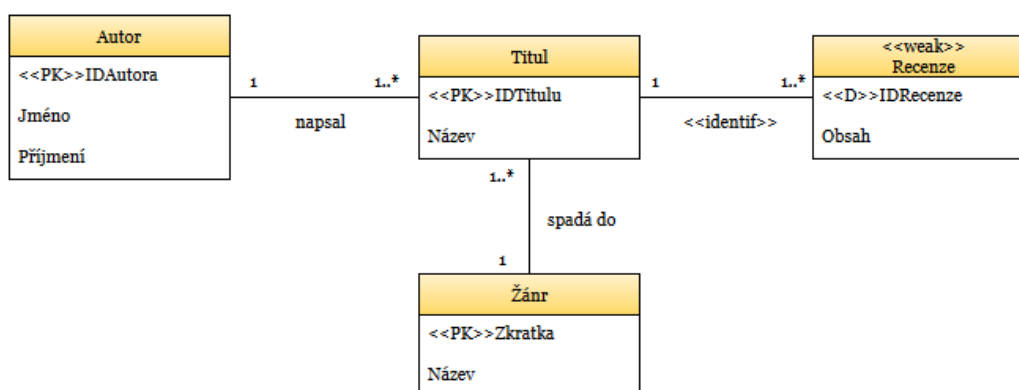 Autor
<<PK>>IDAutora
Jméno
Příjmení
1
1..*
napsal
Titul
<<PK>>IDTitulu
Název
1
1..*
<<identif>>
<<weak>>
Recenze
<<D>>IDRecenze
Obsah
1..*
spadá do
1
Žánr
<<PK>>Zkratka
Název